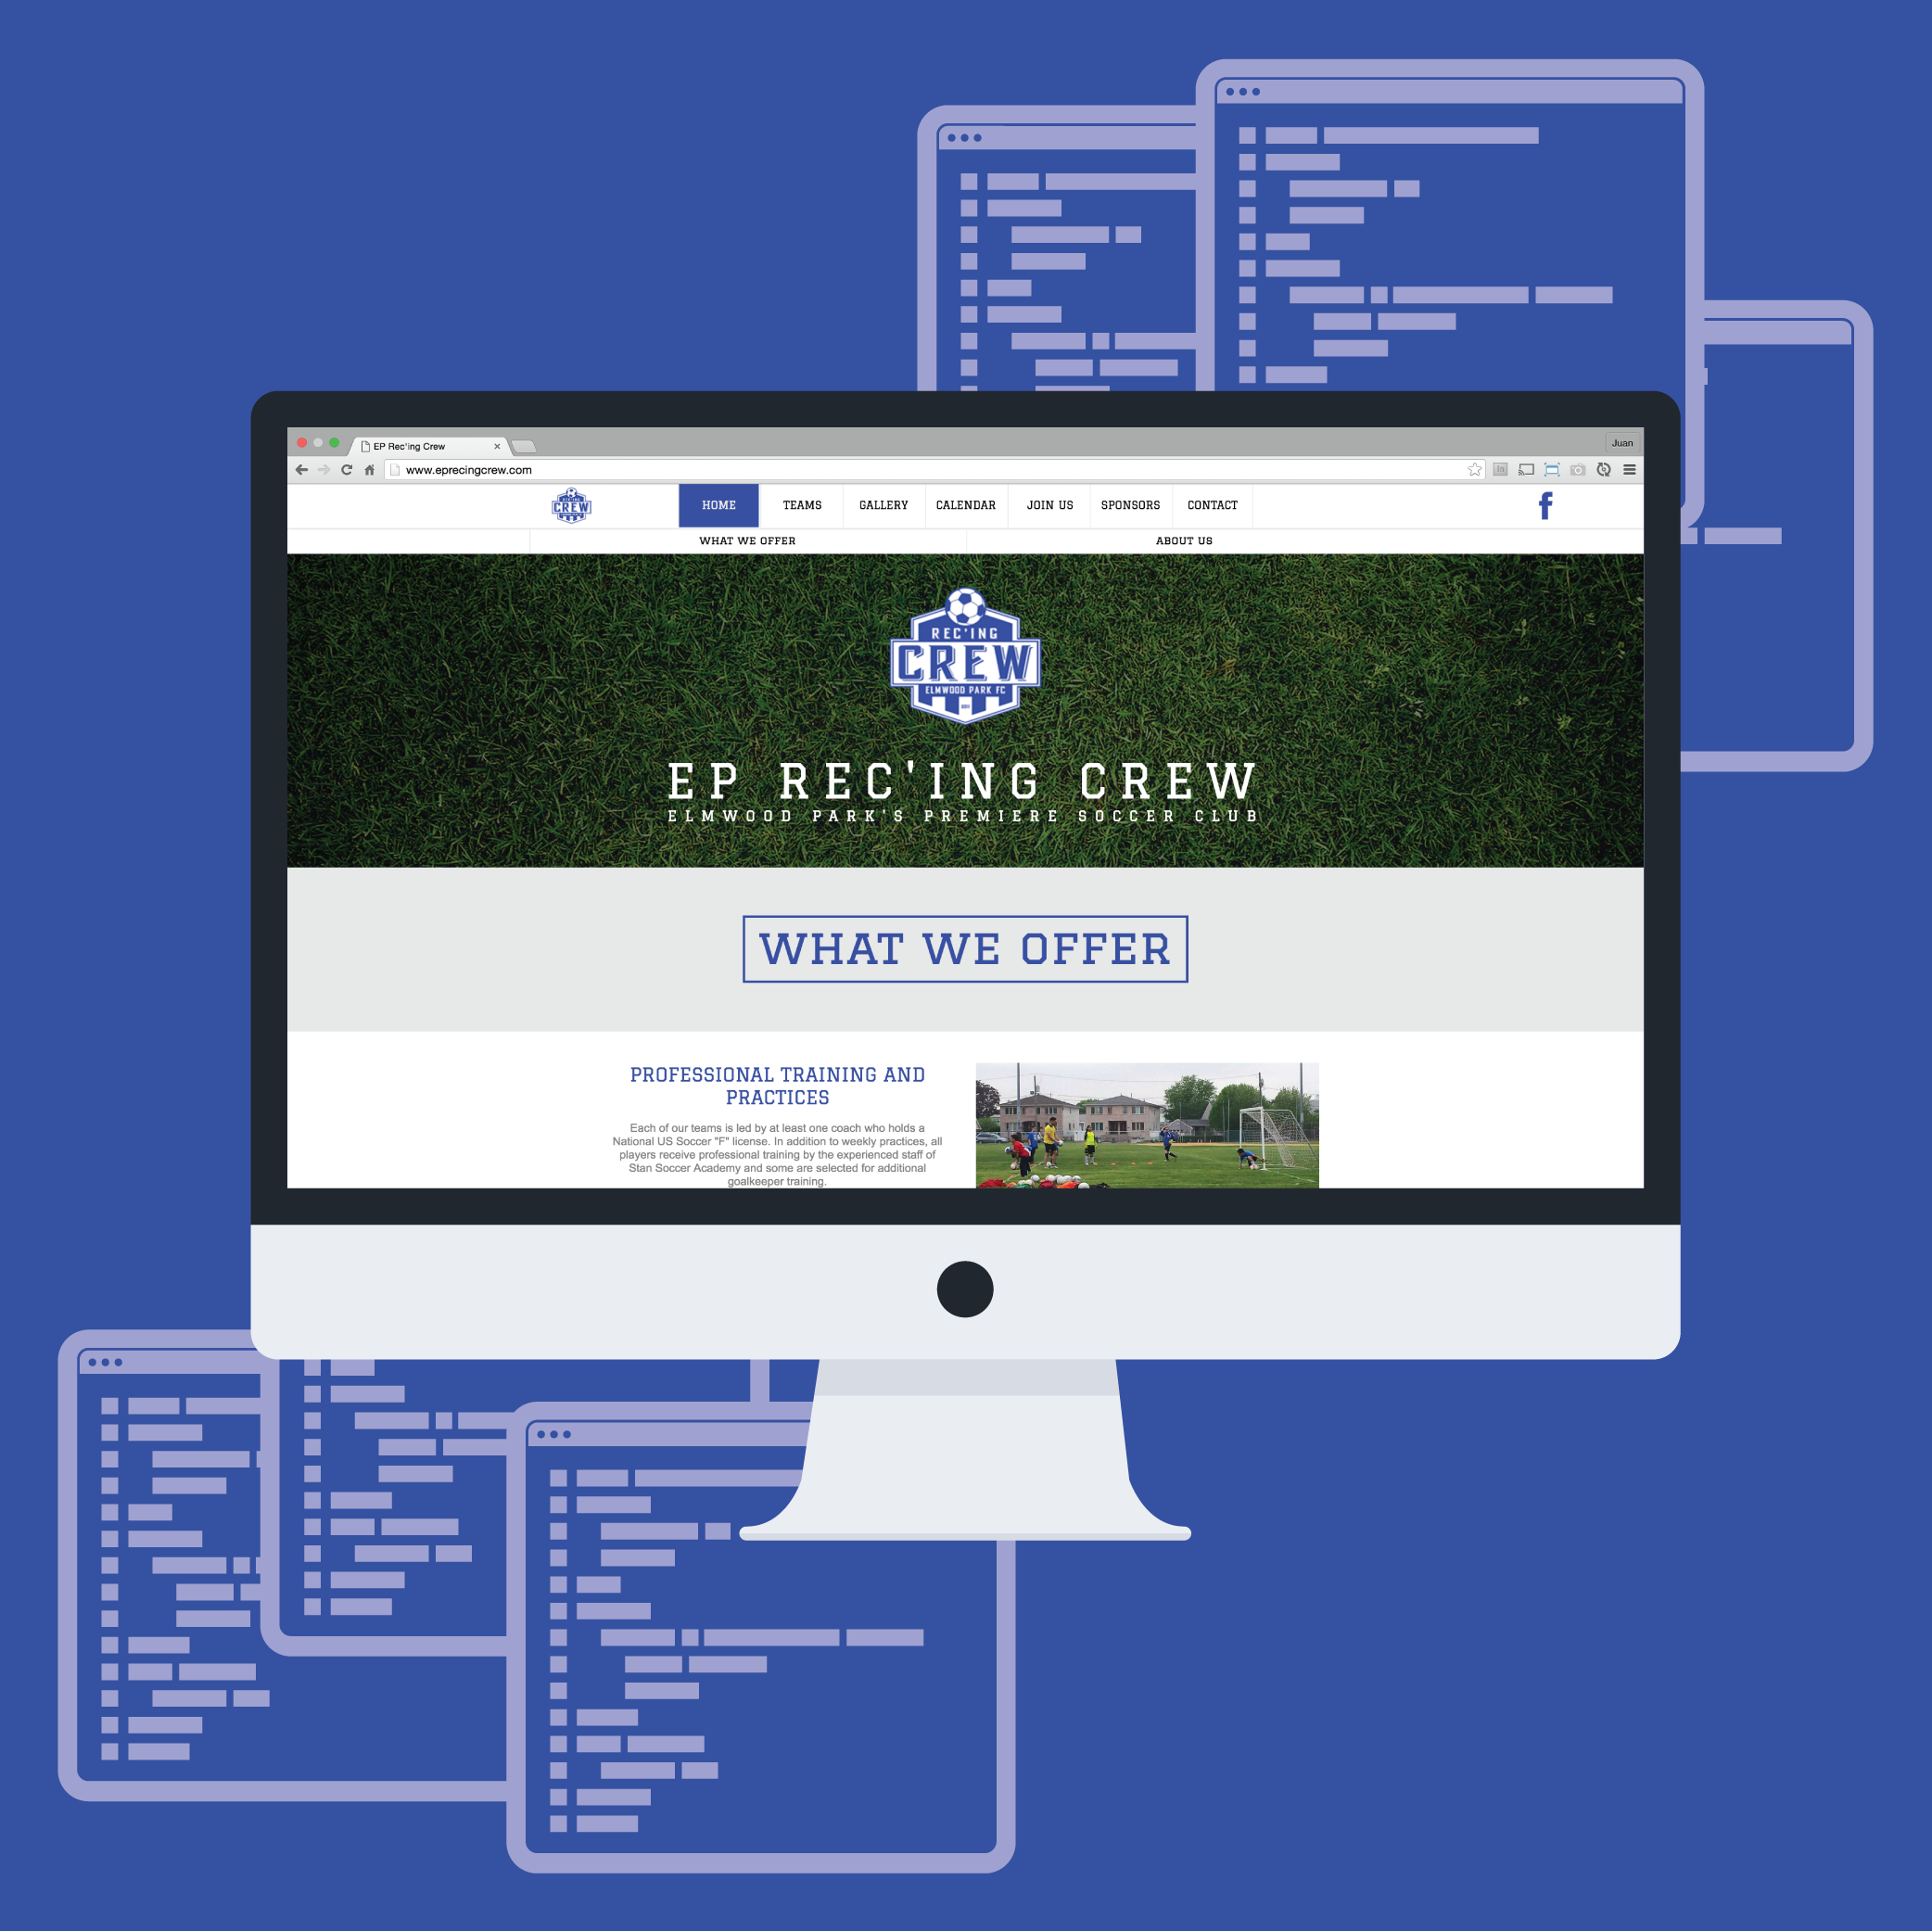 EP Rec'ing Crew
Juan
www.eprecingcrew.com
CREW
HOME TEAMS GALLERY CALENDAR JOIN US SPONSORS CONTACT
f
WHAT WE OFFER ABOUT US
REC'ING
CREW
ELMWOOD PARK FC
EP REC'ING CREW
ELMWOOD PARK'S PREMIERE SOCCER CLUB
WHAT WE OFFER
PROFESSIONAL TRAINING AND
PRACTICES
Each of our teams is led by at least one coach who holds a
National US Soccer "F" license. In addition to weekly practices, all
players receive professional training by the experienced staff of
Stan Soccer Academy and some are selected for additional
goalkeeper training.